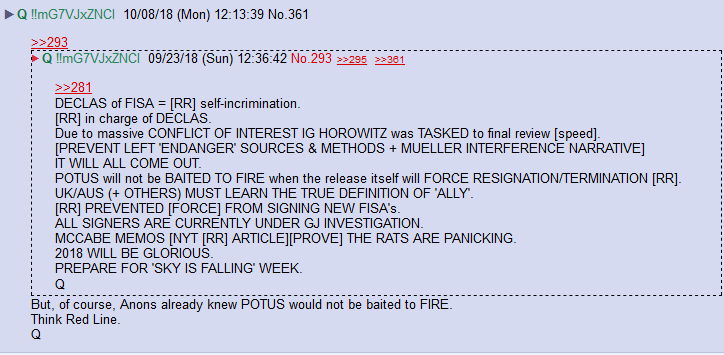 ▶ Q !!mG7VJxZNCI 10/08/18 (Mon) 12:13:39 No.361
>>293
▶ Q !!mG7VJxZNCI 09/23/18 (Sun) 12:36:42 No.293 >>295 >>361
>>281
DECLAS of FISA = [RR] self-incrimination.
[RR] in charge of DECLAS.
Due to massive CONFLICT OF INTEREST IG HOROWITZ was TASKED to final review [speed].
[PREVENT LEFT 'ENDANGER' SOURCES & METHODS + MUELLER INTERFERENCE NARRATIVE]
IT WILL ALL COME OUT.
POTUS will not be BAITED TO FIRE when the release itself will FORCE RESIGNATION/TERMINATION [RR].
UK/AUS (+ OTHERS) MUST LEARN THE TRUE DEFINITION OF 'ALLY'.
[RR] PREVENTED [FORCE] FROM SIGNING NEW FISA's.
ALL SIGNERS ARE CURRENTLY UNDER GJ INVESTIGATION.
MCCABE MEMOS [NYT [RR] ARTICLE][PROVE] THE RATS ARE PANICKING.
2018 WILL BE GLORIOUS.
PREPARE FOR 'SKY IS FALLING' WEEK.
Q
But, of course, Anons already knew POTUS would not be baited to FIRE.
Think Red Line.
Q